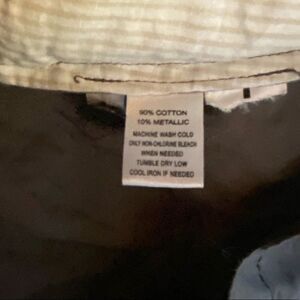 90% COTTON
10% METALLIC
MACHINE WASH COLD
ONLY NON-CHLORINE BLEACH
WHEN NEEDED
TUMBLE DRY LOW
COOL IRON IF NEEDED